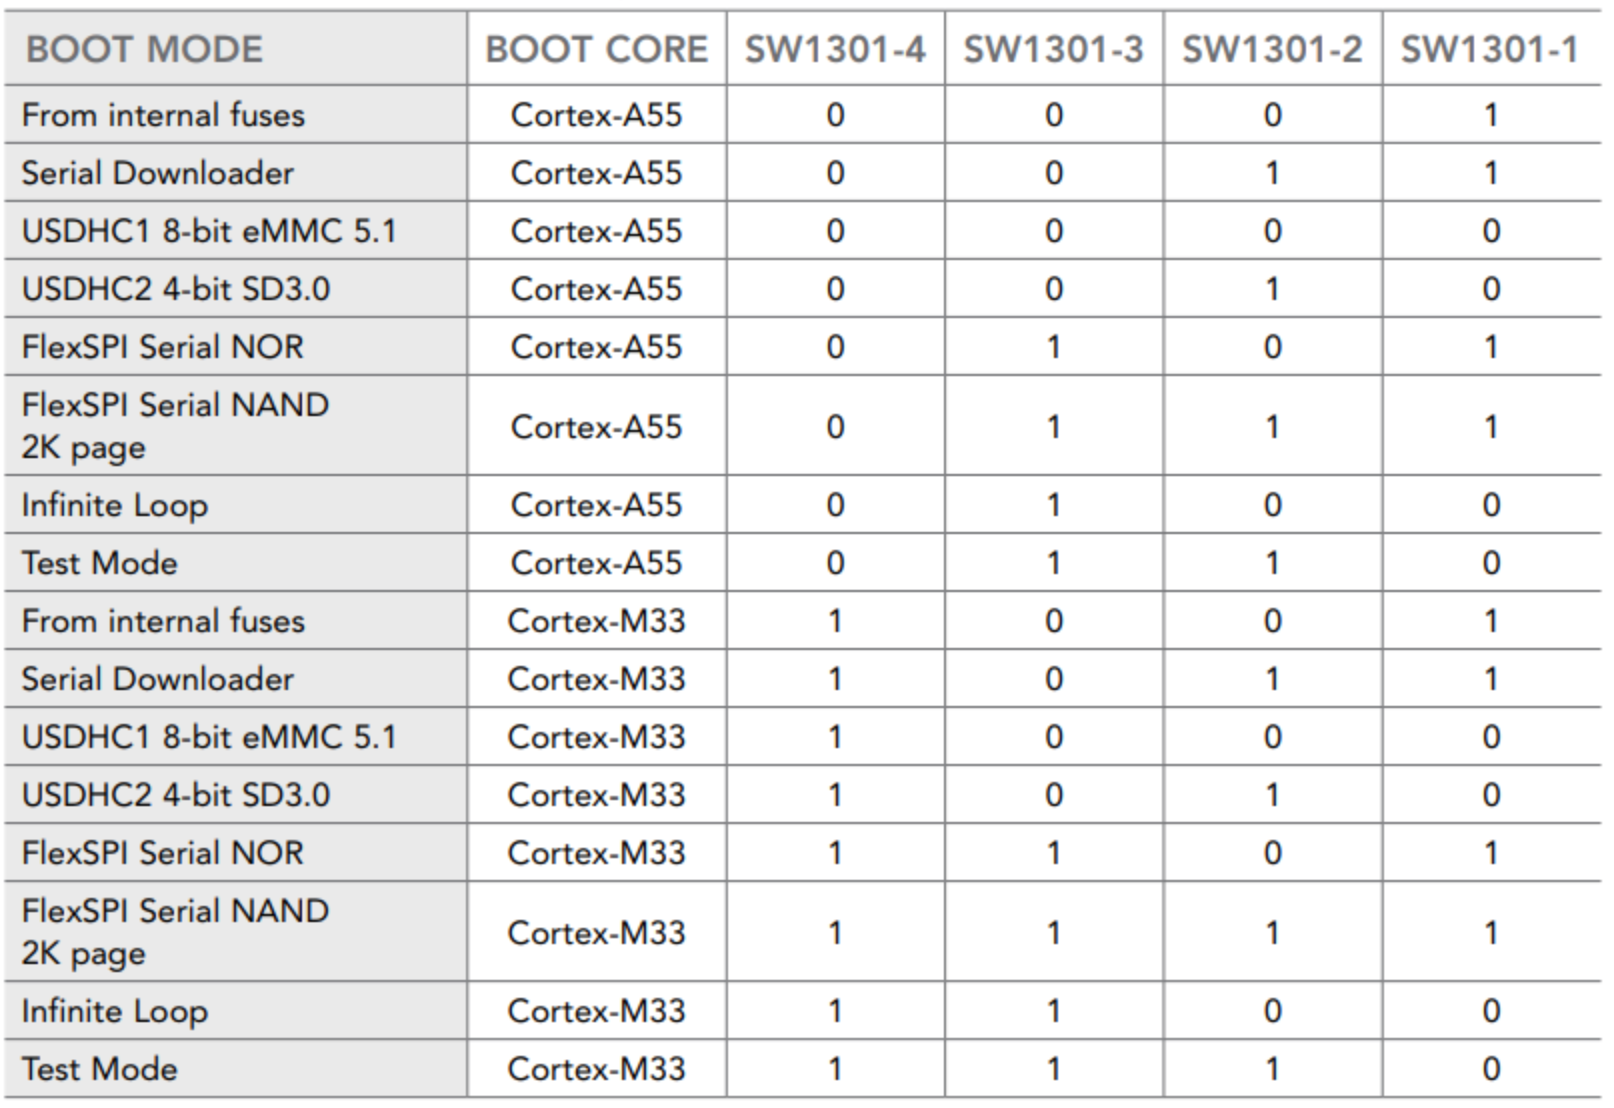 BOOT MODE BOOT CORE SW1301-4 SW1301-3 SW1301-2 SW1301-1
From internal fuses Cortex-A55 0 0 0 1
Serial Downloader Cortex-A55 0 0 1 1
USDHC1 8-bit eMMC 5.1 Cortex-A55 0 0 0 0
USDHC2 4-bit SD3.0 Cortex-A55 0 0 1 0
FlexSPI Serial NOR Cortex-A55 0 1 0 1
FlexSPI Serial NAND
2K page Cortex-A55 0 1 1 1
Infinite Loop Cortex-A55 0 1 0 0
Test Mode Cortex-A55 0 1 1 0
From internal fuses Cortex-M33 1 0 0 1
Serial Downloader Cortex-M33 1 0 1 1
USDHC1 8-bit eMMC 5.1 Cortex-M33 1 0 0 0
USDHC2 4-bit SD3.0 Cortex-M33 1 0 1 0
FlexSPI Serial NOR Cortex-M33 1 1 0 1
FlexSPI Serial NAND
2K page Cortex-M33 1 1 1 1
Infinite Loop Cortex-M33 1 1 0 0
Test Mode Cortex-M33 1 1 1 0